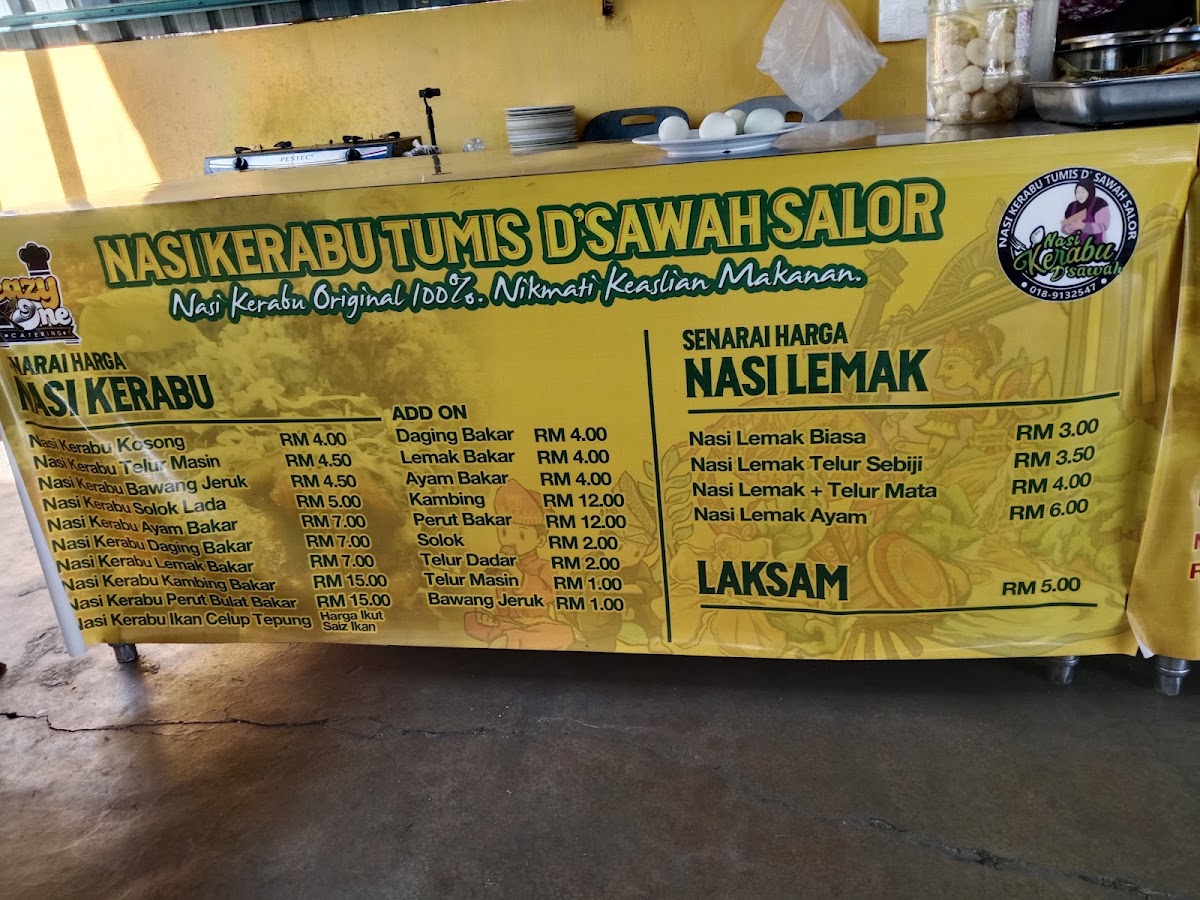 PENTEC
NASI KERABU TUMIS D'SAWAH SALOR
Nasi Kerabu Original 100%. Nikmati Keaslian Makanan.
NASI KERABU TUMIS D' SAWAH SALOR
Nasi
Kerabu
D'sawah
018-9132541
azy
One
CATERING
NARAI HARGA
NASI KERABU
Nasi Kerabu Kosong RM 4.00
Nasi Kerabu Telur Masin RM 4.50
Nasi Kerabu Bawang Jeruk RM 4.50
Nasi Kerabu Solok Lada RM 5.00
Nasi Kerabu Ayam Bakar RM 7.00
Nasi Kerabu Daging Bakar RM 7.00
Nasi Kerabu Lemak Bakar RM 7.00
Nasi Kerabu Kambing Bakar RM 15.00
Nasi Kerabu Perut Bulat Bakar RM 15.00
Nasi Kerabu Ikan Celup Tepung Harga Ikut
Saiz Ikan
ADD ON
Daging Bakar RM 4.00
Lemak Bakar RM 4.00
Ayam Bakar RM 4.00
Kambing RM 12.00
Perut Bakar RM 12.00
Solok RM 2.00
Telur Dadar RM 2.00
Telur Masin RM 1.00
Bawang Jeruk RM 1.00
SENARAI HARGA
NASI LEMAK
Nasi Lemak Biasa RM 3.00
Nasi Lemak Telur Sebiji RM 3.50
Nasi Lemak + Telur Mata RM 4.00
Nasi Lemak Ayam RM 6.00
LAKSAM RM 5.00